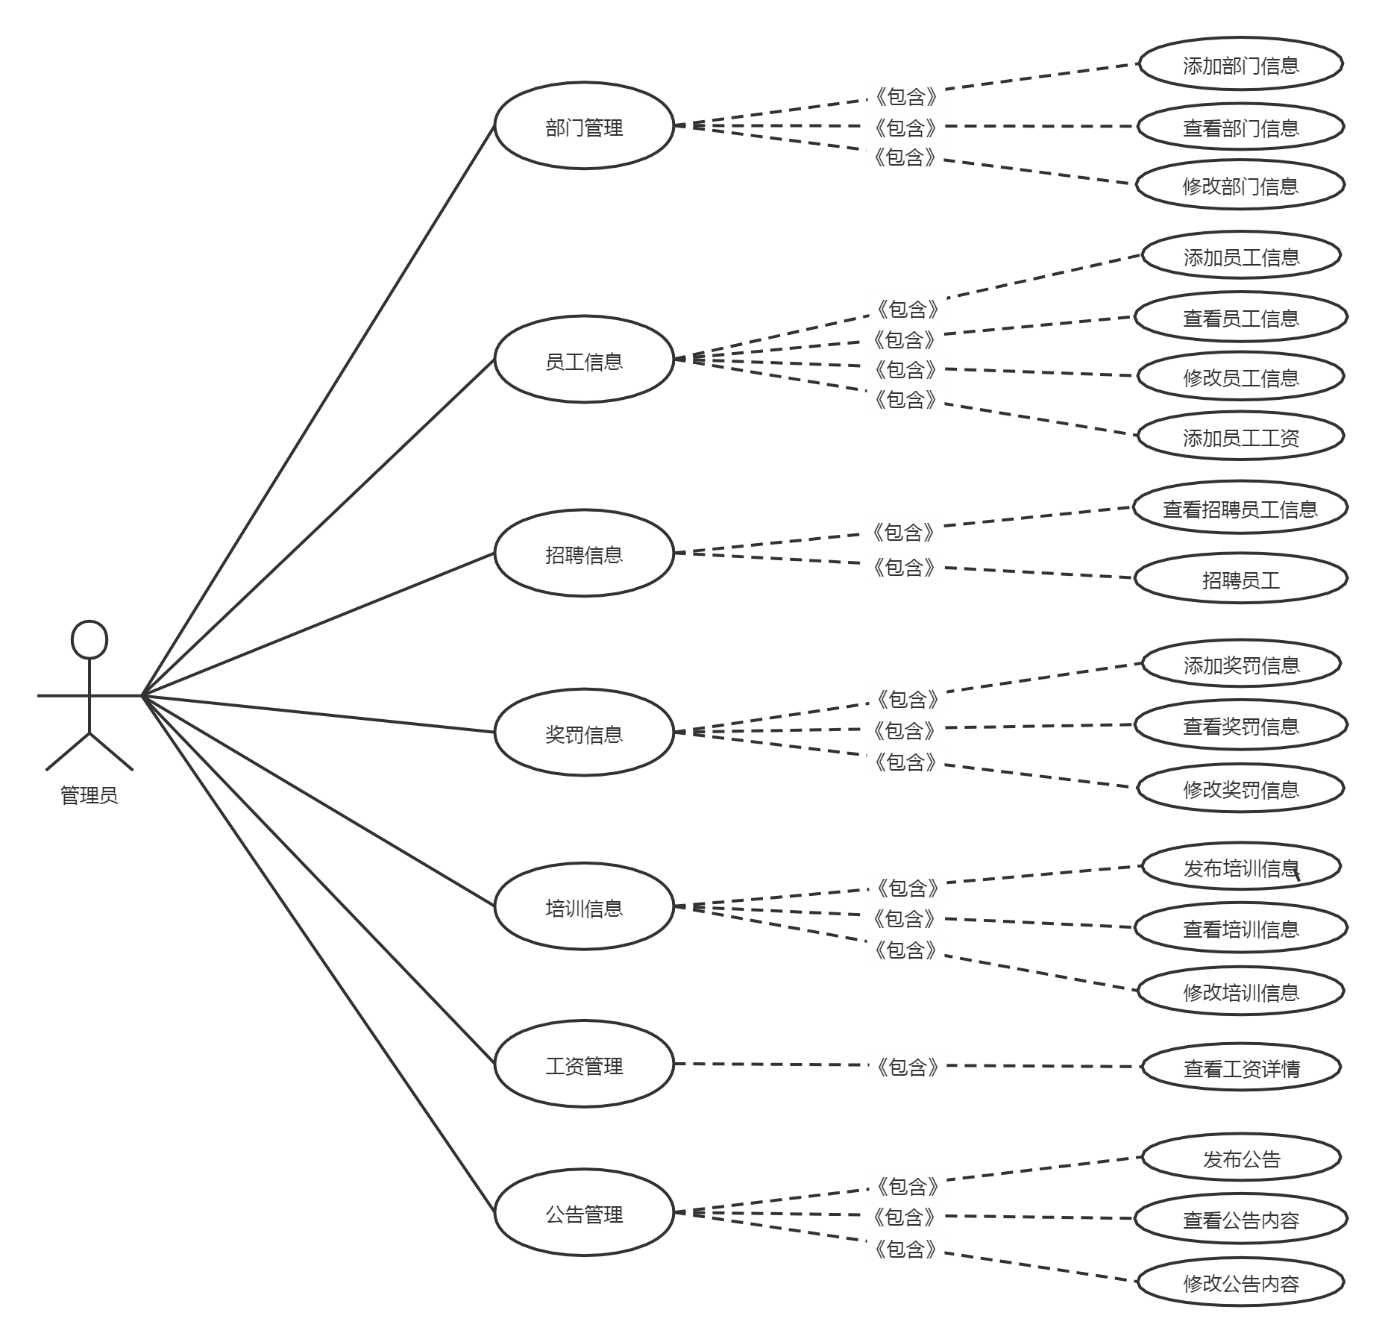 添加部门信息
《包含》
部门管理
《包含》
查看部门信息
《包含》
修改部门信息
添加员工信息
《包含》
查看员工信息
《包含》
员工信息
《包含》
修改员工信息
《包含》
添加员工工资
查看招聘员工信息
《包含》
招聘信息
《包含》
招聘员工
添加奖罚信息
《包含》
奖罚信息
《包含》
查看奖罚信息
《包含》
修改奖罚信息
管理员
发布培训信息
《包含》
培训信息
《包含》
查看培训信息
《包含》
修改培训信息
工资管理
《包含》
查看工资详情
发布公告
《包含》
公告管理
《包含》
查看公告内容
《包含》
修改公告内容